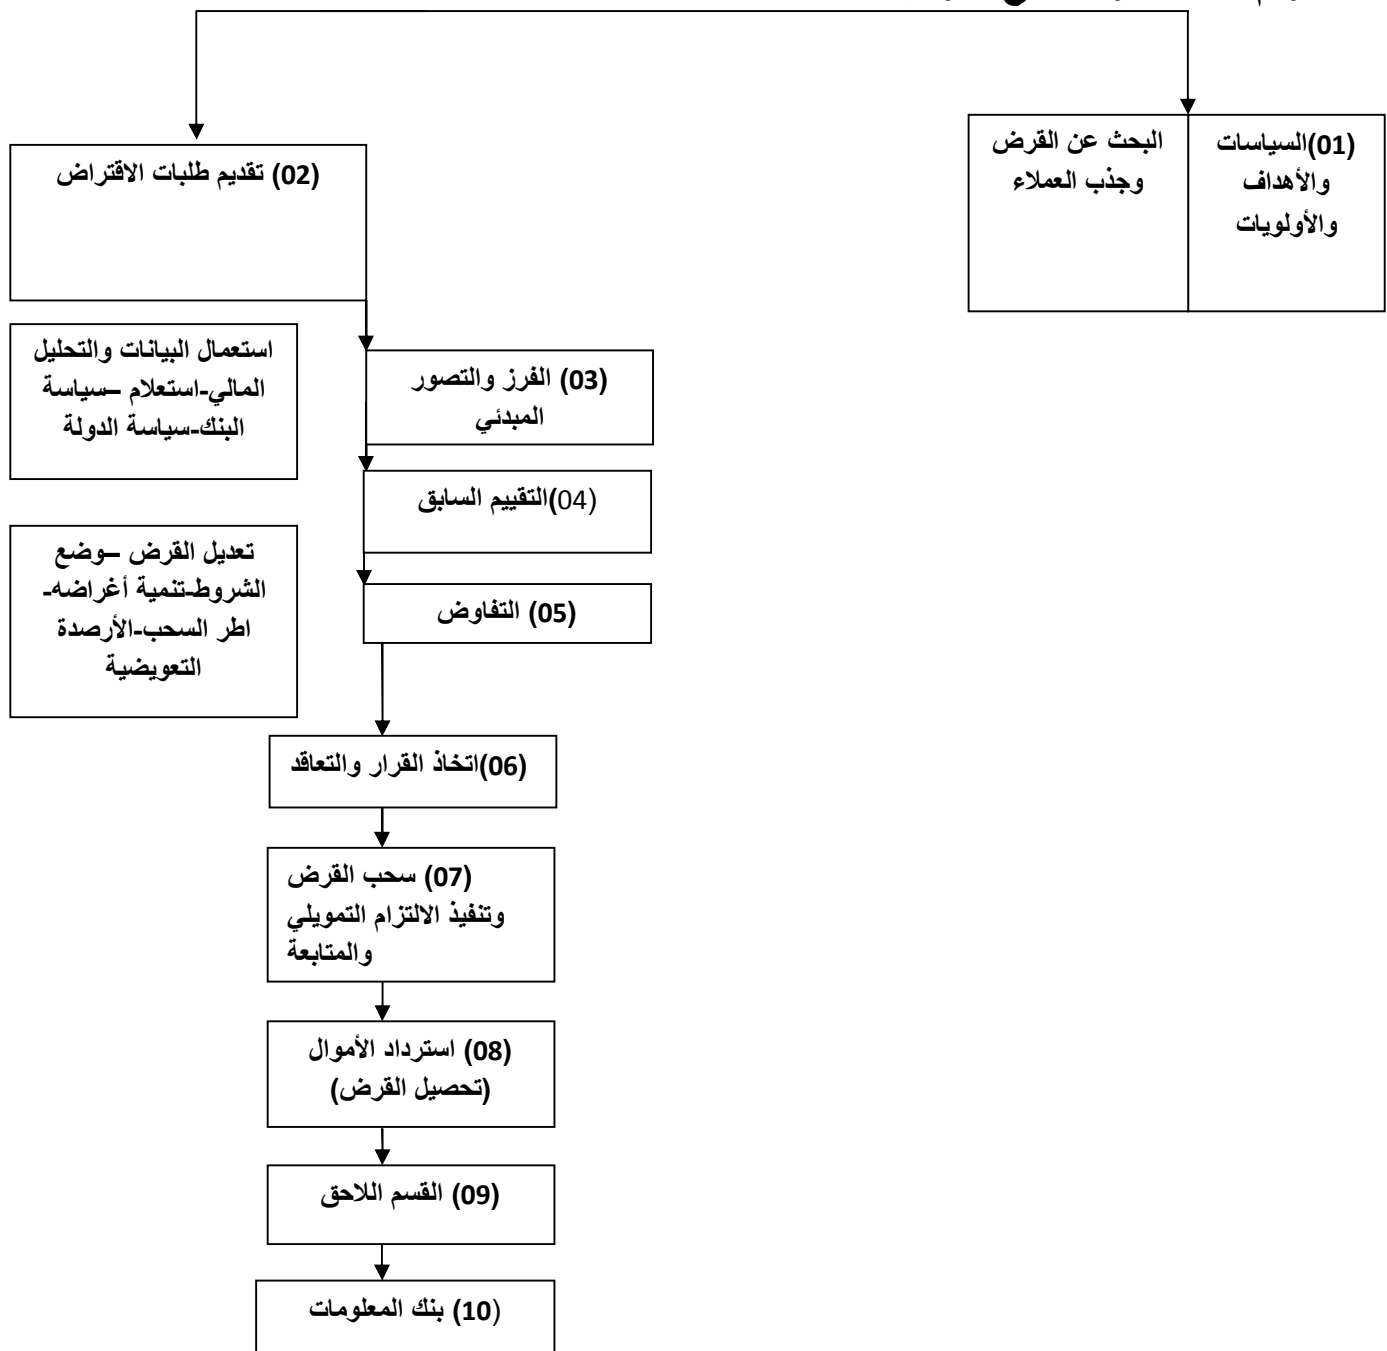 (01)السياسات
والأهداف
والأولويات
البحث عن القرض
وجذب العملاء
(02) تقديم طلبات الاقتراض
(03) الفرز والتصور
المبدئي
استعمال البيانات والتحليل
المالي-استعلام –سياسة
البنك-سياسة الدولة
(04)التقييم السابق
(05) التفاوض
تعديل القرض –وضع
الشروط-تنمية أغراضه-
اطر السحب-الأرصدة
التعويضية
(06)اتخاذ القرار والتعاقد
(07) سحب القرض
وتنفيذ الالتزام التمويلي
والمتابعة
(08) استرداد الأموال
(تحصيل القرض)
(09) القسم اللاحق
(10) بنك المعلومات